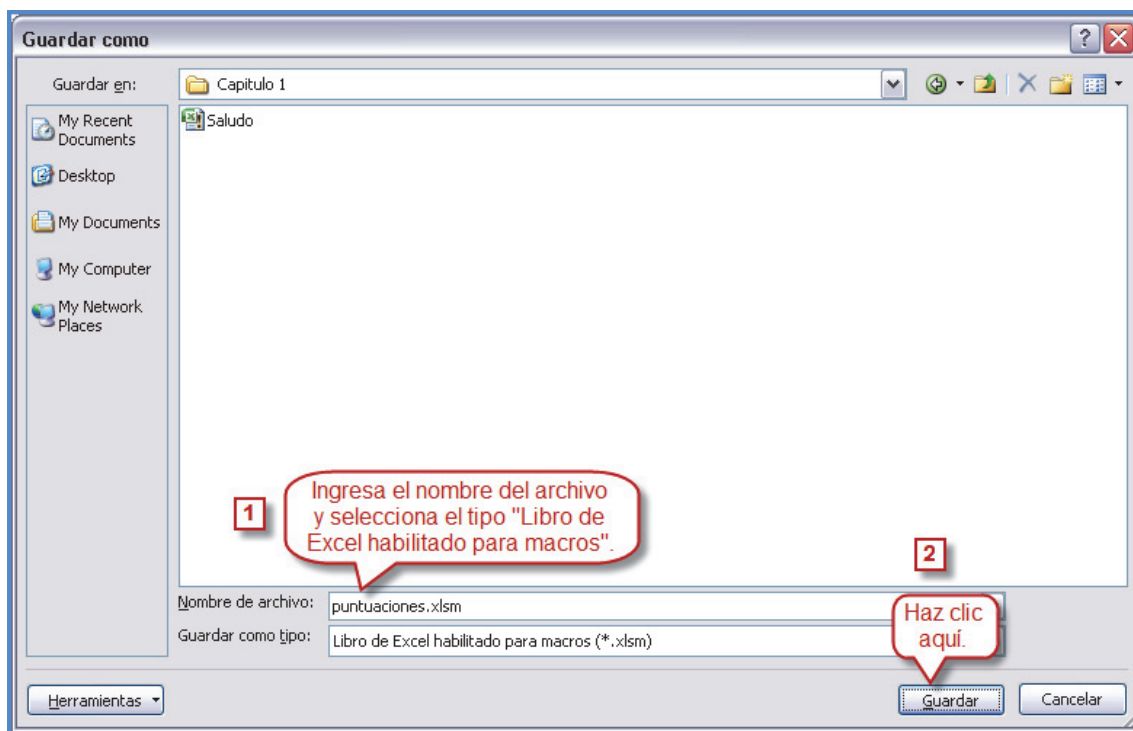 Guardar como
Guardar en:
Capitulo 1
My Recent
Documents
Saludo
Desktop
My Documents
My Computer
My Network
Places
1
Ingresa el nombre del archivo
y selecciona el tipo "Libro de
Excel habilitado para macros".
2
Nombre de archivo:
puntuaciones.xlsm
Haz clic
aquí.
Guardar como tipo:
Libro de Excel habilitado para macros (*.xlsm)
Herramientas
Guardar
Cancelar